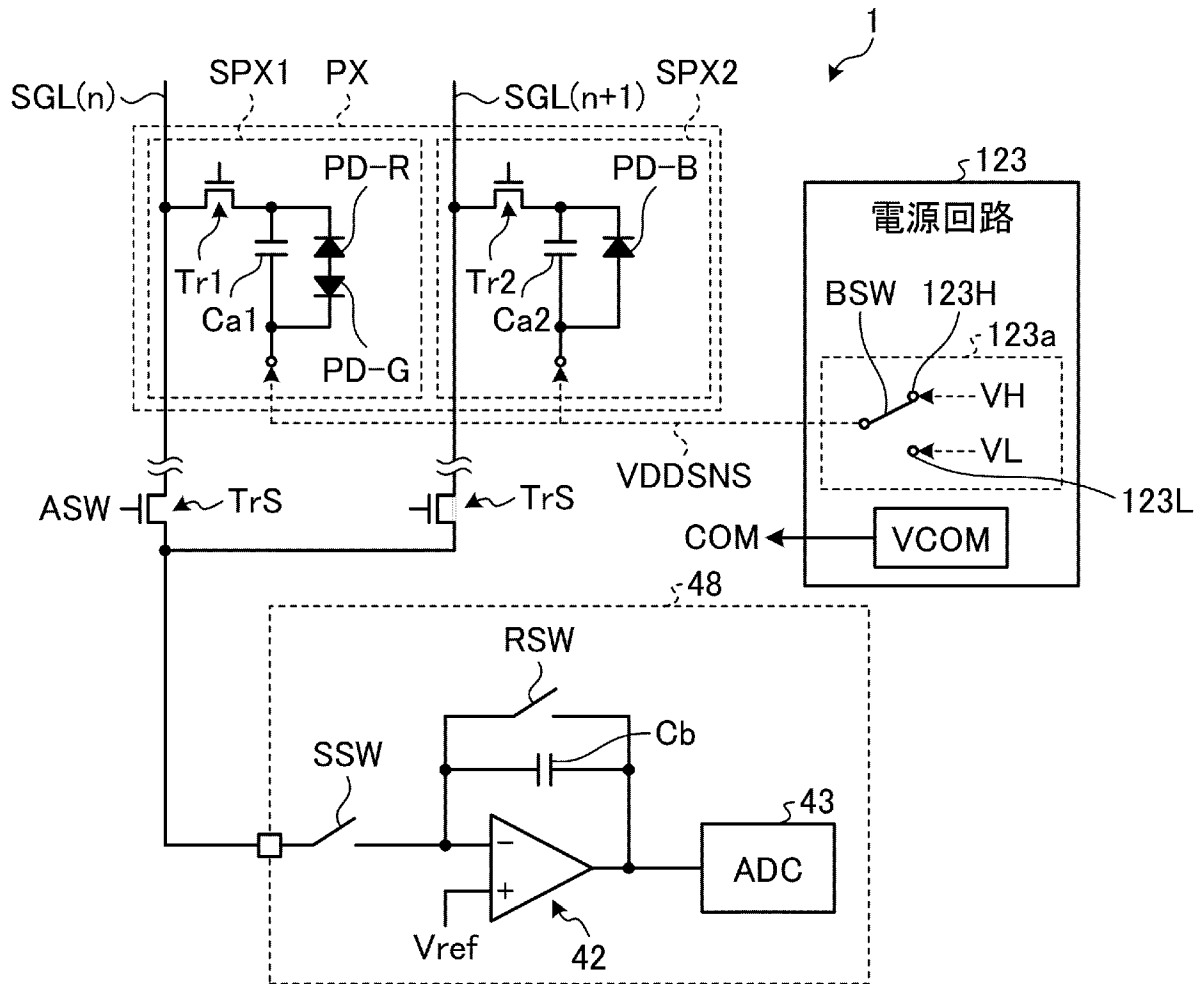 1
SPX1
PX
SPX2
SGL(n)
SGL(n+1)
PD-R
PD-B
123
電源回路
Tr1
Tr2
Ca1
Ca2
PD-G
BSW
123H
123a
VH
VL
VDDSNS
123L
ASW
TrS
TrS
COM
VCOM
48
RSW
Cb
SSW
43
−
+
ADC
Vref
42